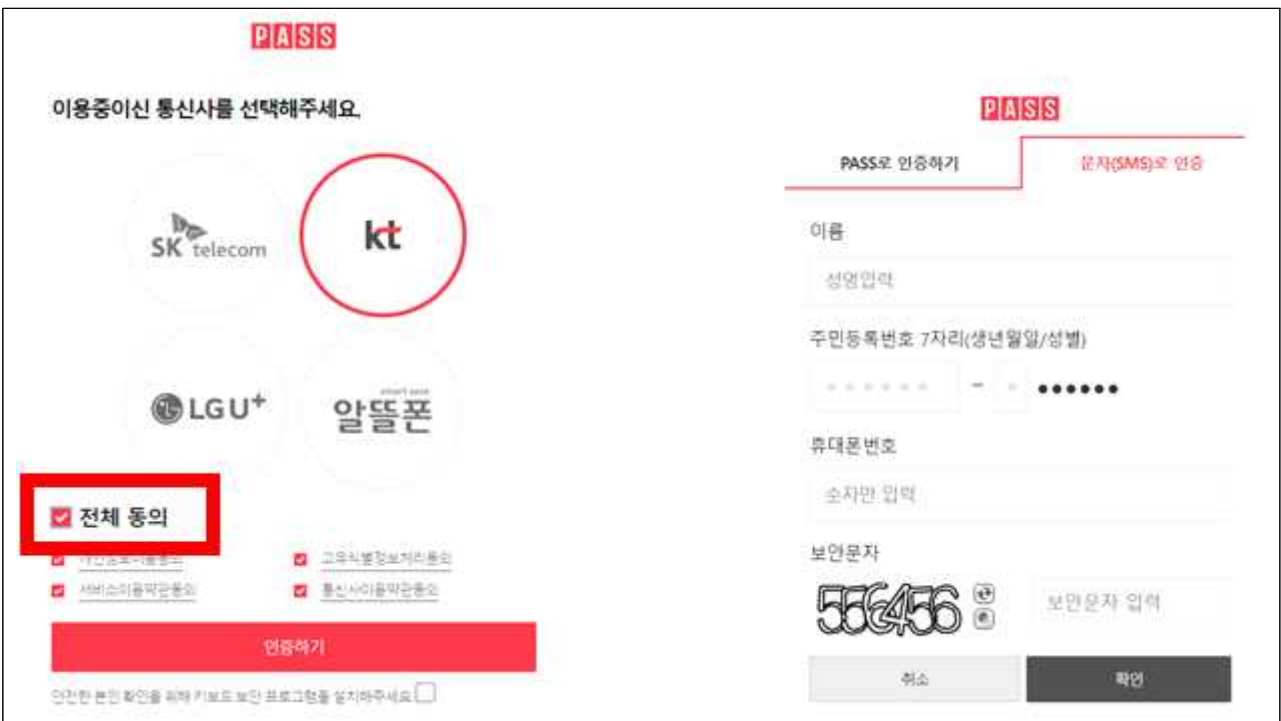 PASS
이용중이신 통신사를 선택해주세요.
SK telecom
kt
LG U+
smart save
알뜰폰
전체 동의
개인정보이용동의
고유식별정보처리동의
서비스이용약관동의
통신사이용약관동의
인증하기
안전한 본인 확인을 위해 키보드 보안 프로그램을 설치해주세요
PASS
PASS로 인증하기
문자(SMS)로 인증
이름
성명입력
주민등록번호 7자리(생년월일/성별)
-
휴대폰번호
숫자만 입력
보안문자
556456
보안문자 입력
취소
확인